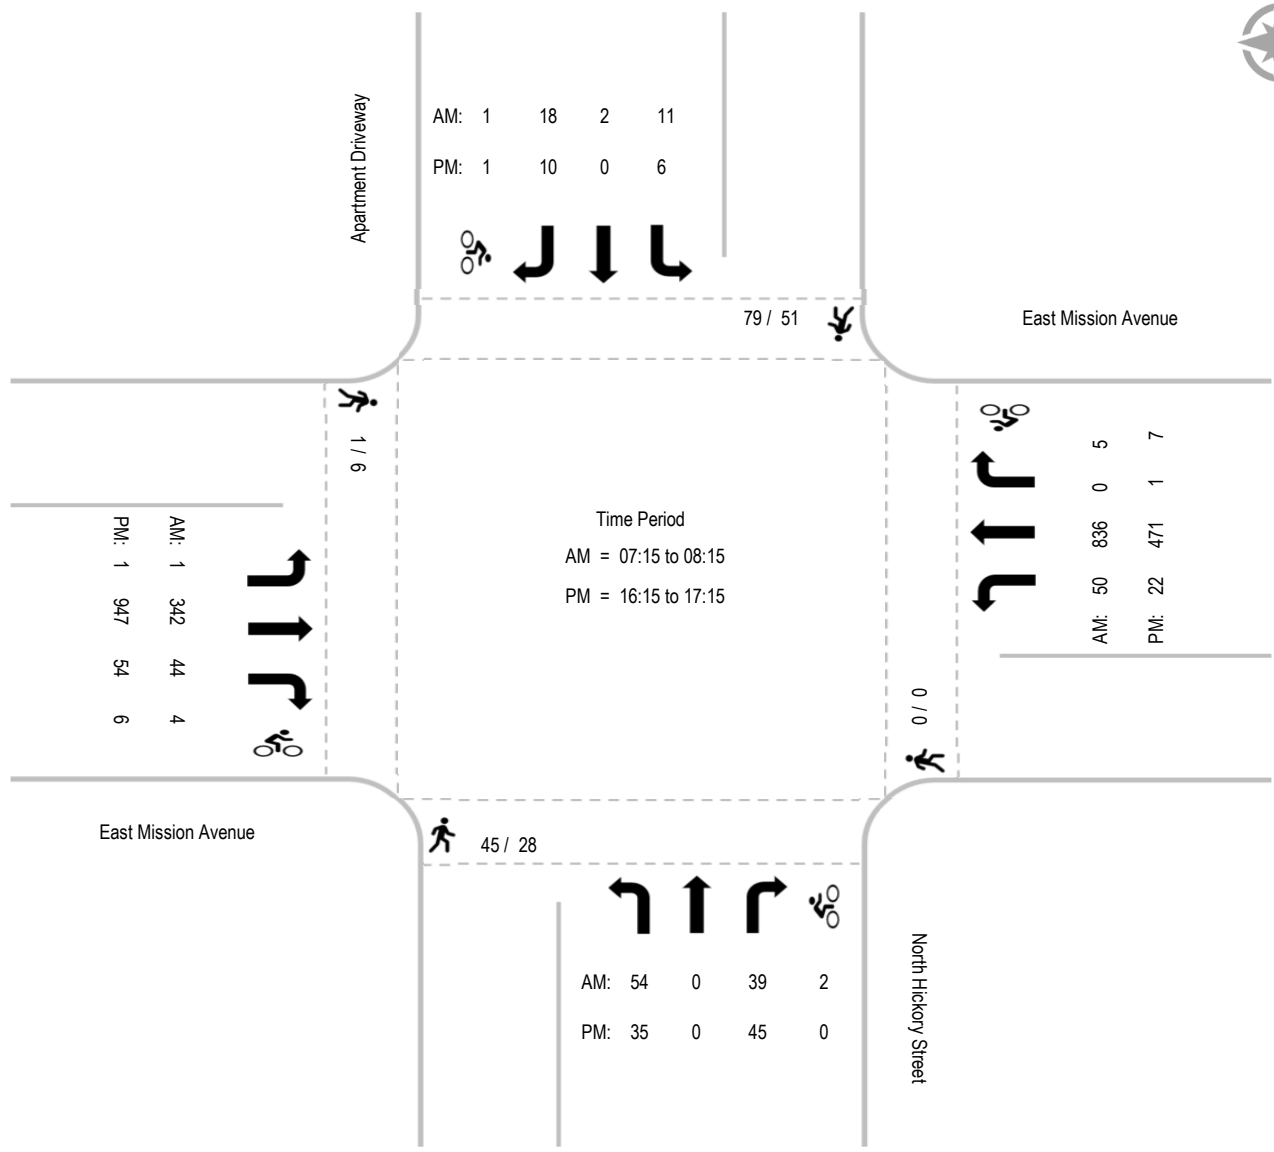 Apartment Driveway
AM: 1 18 2 11
PM: 1 10 0 6
79 / 51
East Mission Avenue
1 / 6
5 7
0 1
836 471
50 22
AM: PM:
Time Period
AM = 07:15 to 08:15
PM = 16:15 to 17:15
AM: 1 342 44 4
PM: 1 947 54 6
0 / 0
East Mission Avenue
45 / 28
AM: 54 0 39 2
PM: 35 0 45 0
North Hickory Street